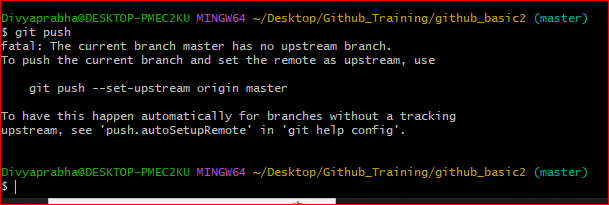 Divyaprabha@DESKTOP-PMEC2KU MINGW64 ~/Desktop/Github_Training/github_basic2 (master)
$ git push
fatal: The current branch master has no upstream branch.
To push the current branch and set the remote as upstream, use
git push --set-upstream origin master
To have this happen automatically for branches without a tracking
upstream, see 'push.autoSetupRemote' in 'git help config'.
Divyaprabha@DESKTOP-PMEC2KU MINGW64 ~/Desktop/Github_Training/github_basic2 (master)
$